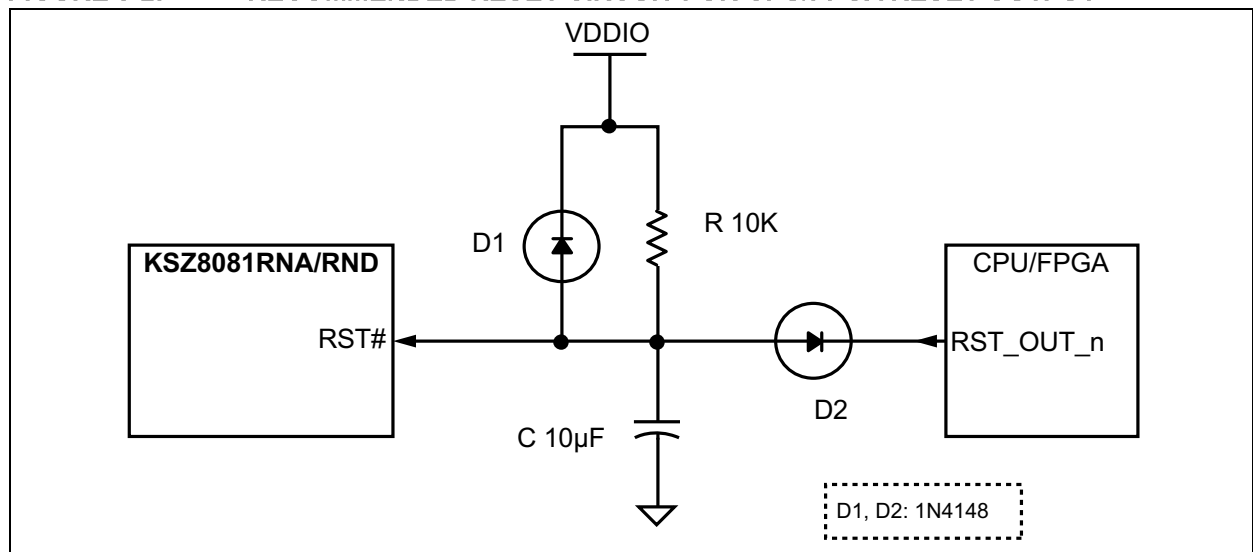 VDDIO
D1
R 10K
KSZ8081RNA/RND
CPU/FPGA
RST#
RST_OUT_n
D2
C 10µF
D1, D2: 1N4148